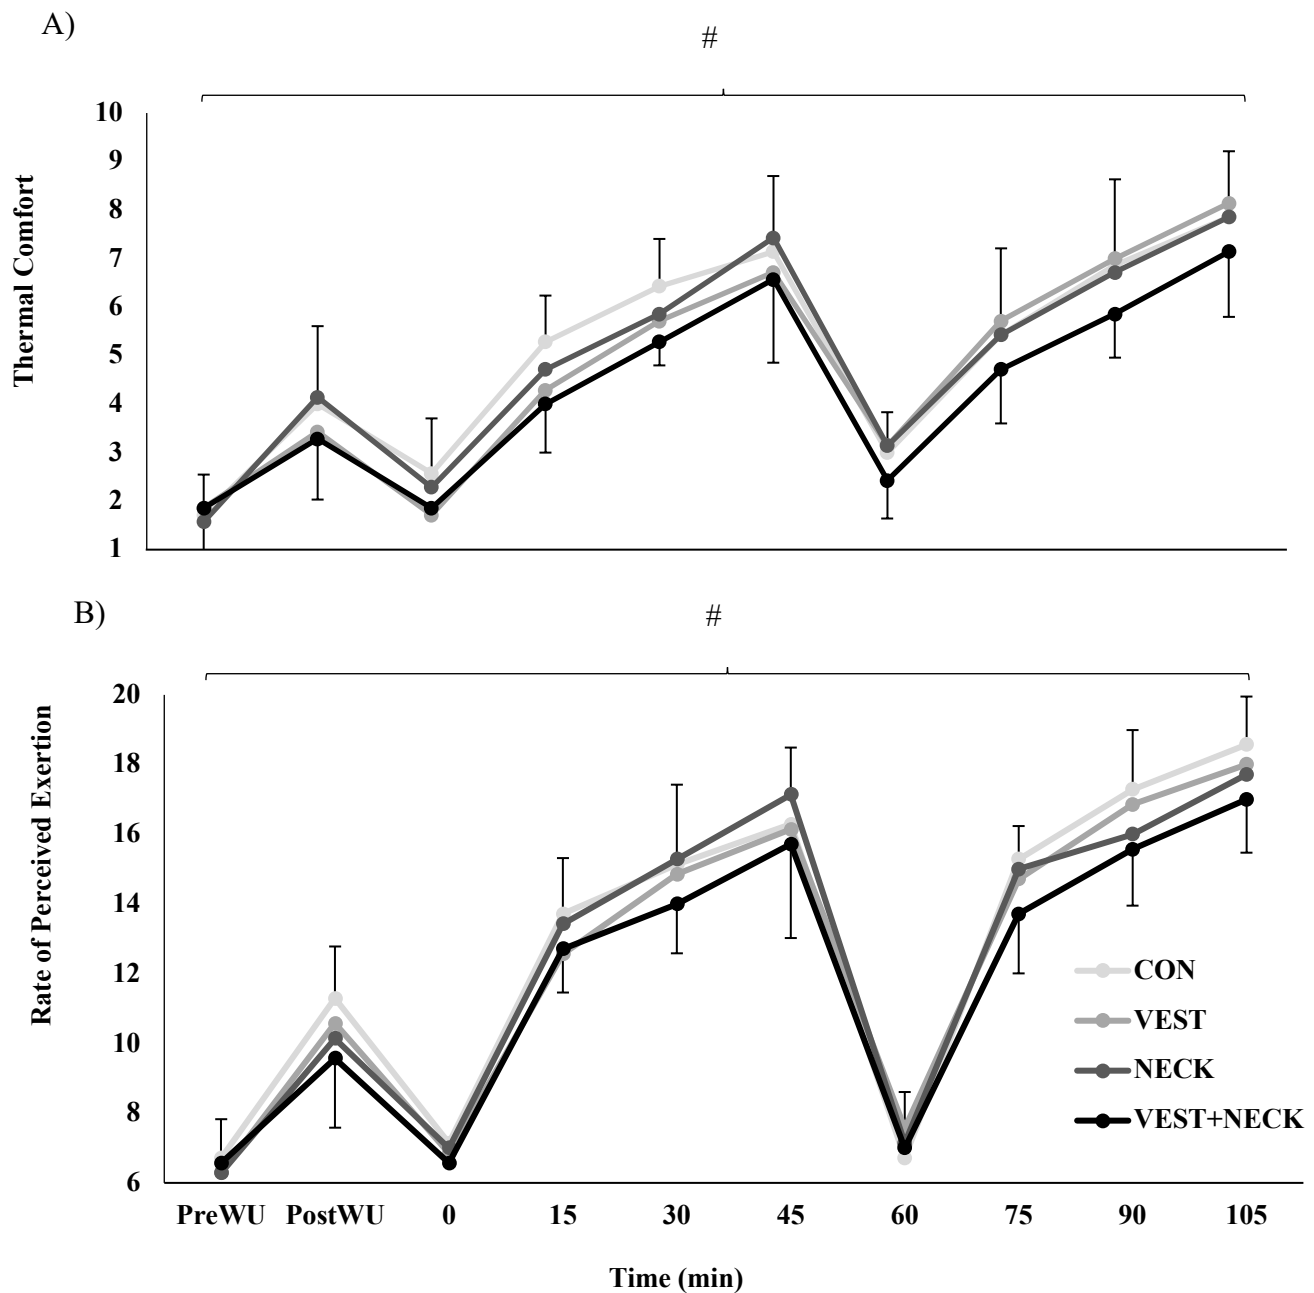 A)
#
10
9
8
7
6
5
4
3
2
1
Thermal Comfort
B)
#
20
18
16
14
12
10
8
6
Rate of Perceived Exertion
CON
VEST
NECK
VEST+NECK
PreWU PostWU 0 15 30 45 60 75 90 105
Time (min)